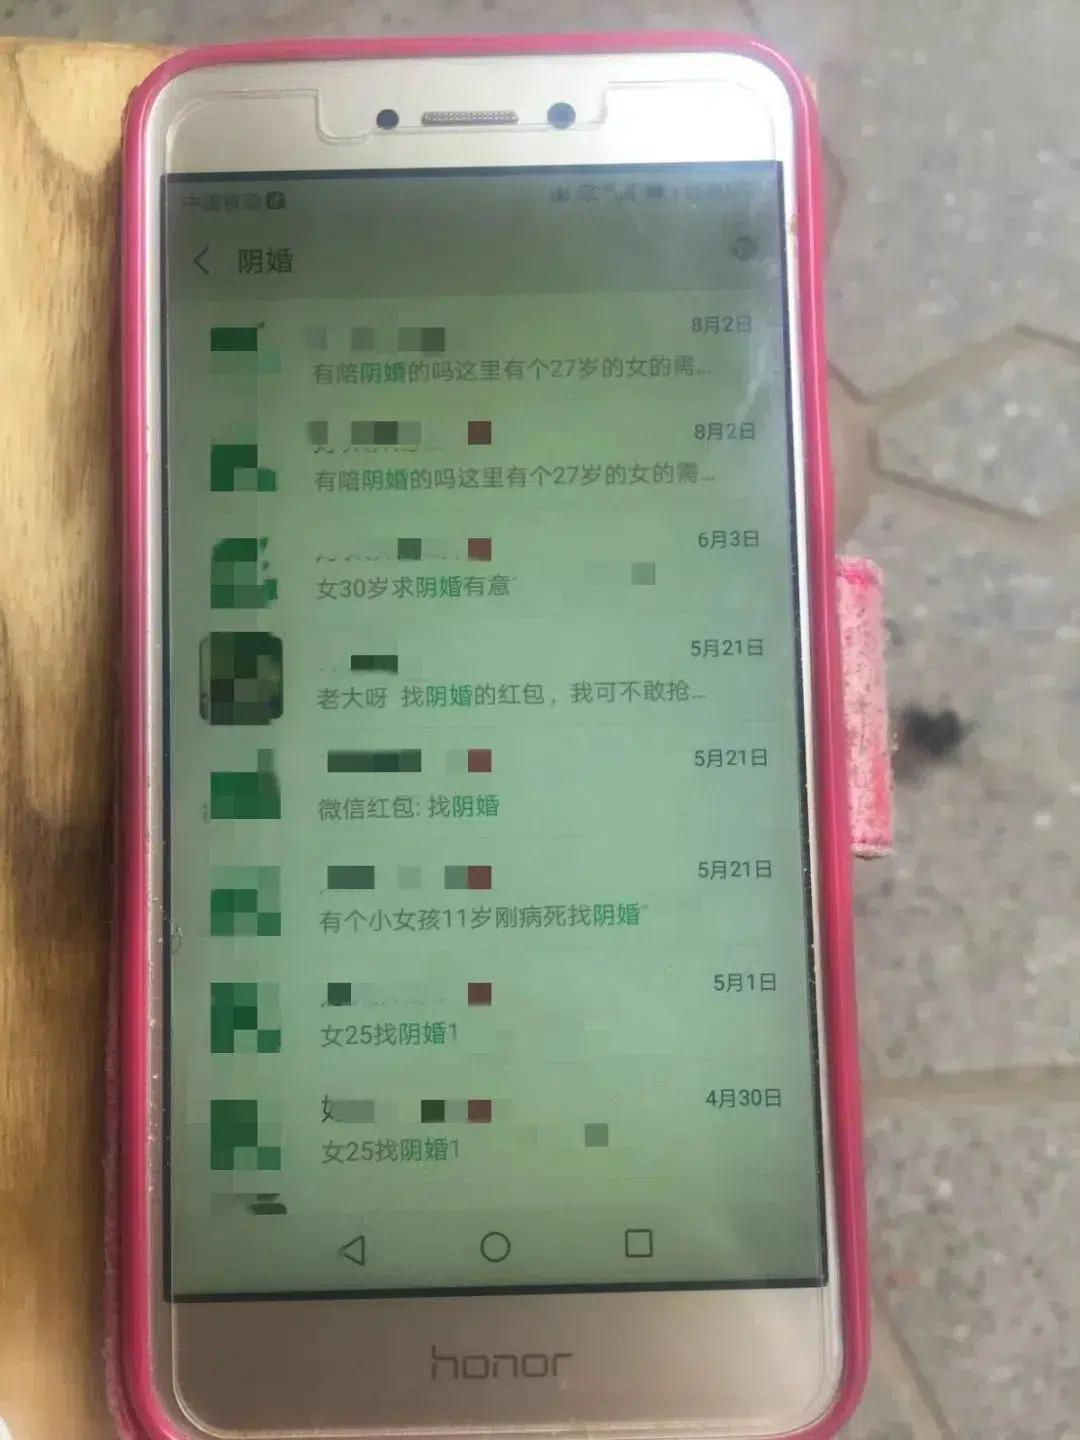 中国移动
阴婚
8月2日
有陪阴婚的吗这里有个27岁的女的需...
8月2日
有陪阴婚的吗这里有个27岁的女的需...
6月3日
女30岁求阴婚有意
5月21日
老大呀 找阴婚的红包，我可不敢抢...
5月21日
微信红包: 找阴婚
5月21日
有个小女孩11岁刚病死找阴婚
5月1日
女25找阴婚1
4月30日
女25找阴婚1
honor